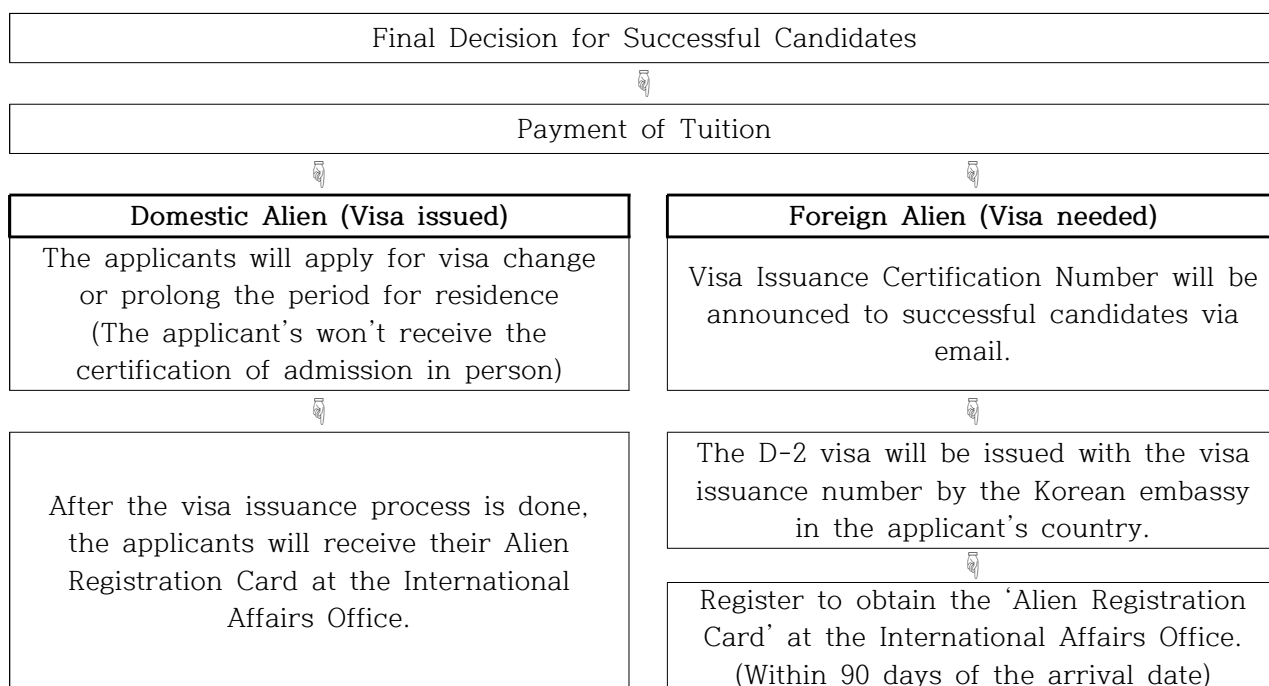 Final Decision for Successful Candidates
Payment of Tuition
Domestic Alien (Visa issued)
The applicants will apply for visa change
or prolong the period for residence
(The applicant's won't receive the
certification of admission in person)
After the visa issuance process is done,
the applicants will receive their Alien
Registration Card at the International
Affairs Office.
Foreign Alien (Visa needed)
Visa Issuance Certification Number will be
announced to successful candidates via
email.
The D-2 visa will be issued with the visa
issuance number by the Korean embassy
in the applicant's country.
Register to obtain the ‘Alien Registration
Card’ at the International Affairs Office.
(Within 90 days of the arrival date)